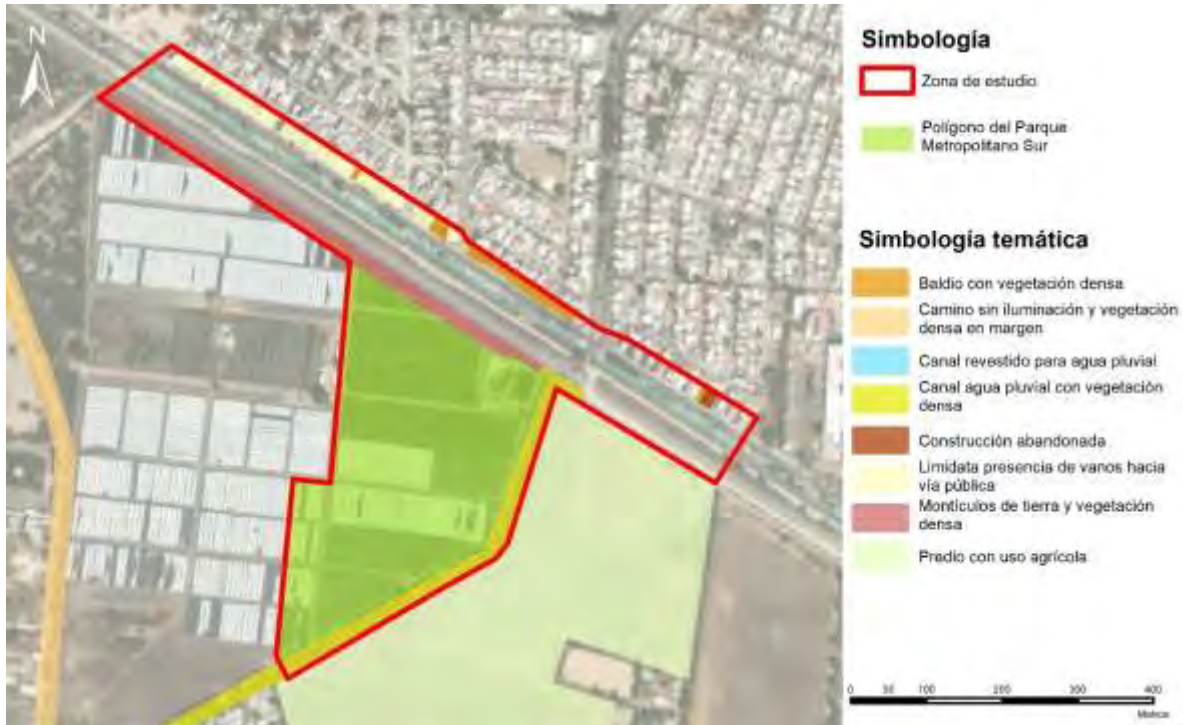 N
Simbología
Zona de estudio
Polígono del Parque
Metropolitano Sur
Simbología temática
Baldio con vegetación densa
Camino sin iluminación y vegetación
densa en margen
Canal revestido para agua pluvial
Canal agua pluvial con vegetación
densa
Construcción abandonada
Limidata presencia de vanos hacia
vía pública
Montículos de tierra y vegetación
densa
Predio con uso agrícola
0 50 100 200 300 400
Metros